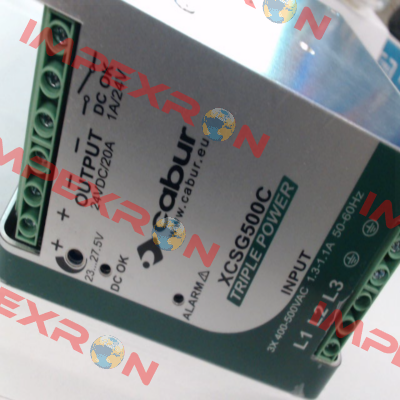 DC OK
1A/24V
OUTPUT
24VDC/20A
+ + −
23...27.5V
DC OK
cabur
www.cabur.eu
ALARM
XCSG500C
TRIPLE POWER
INPUT
3X 400-500VAC 1.3-1.1A 50-60Hz
L1 L2 L3
IMPEXRON
IMPEXRON
IMPEXRON
IMPEXRON